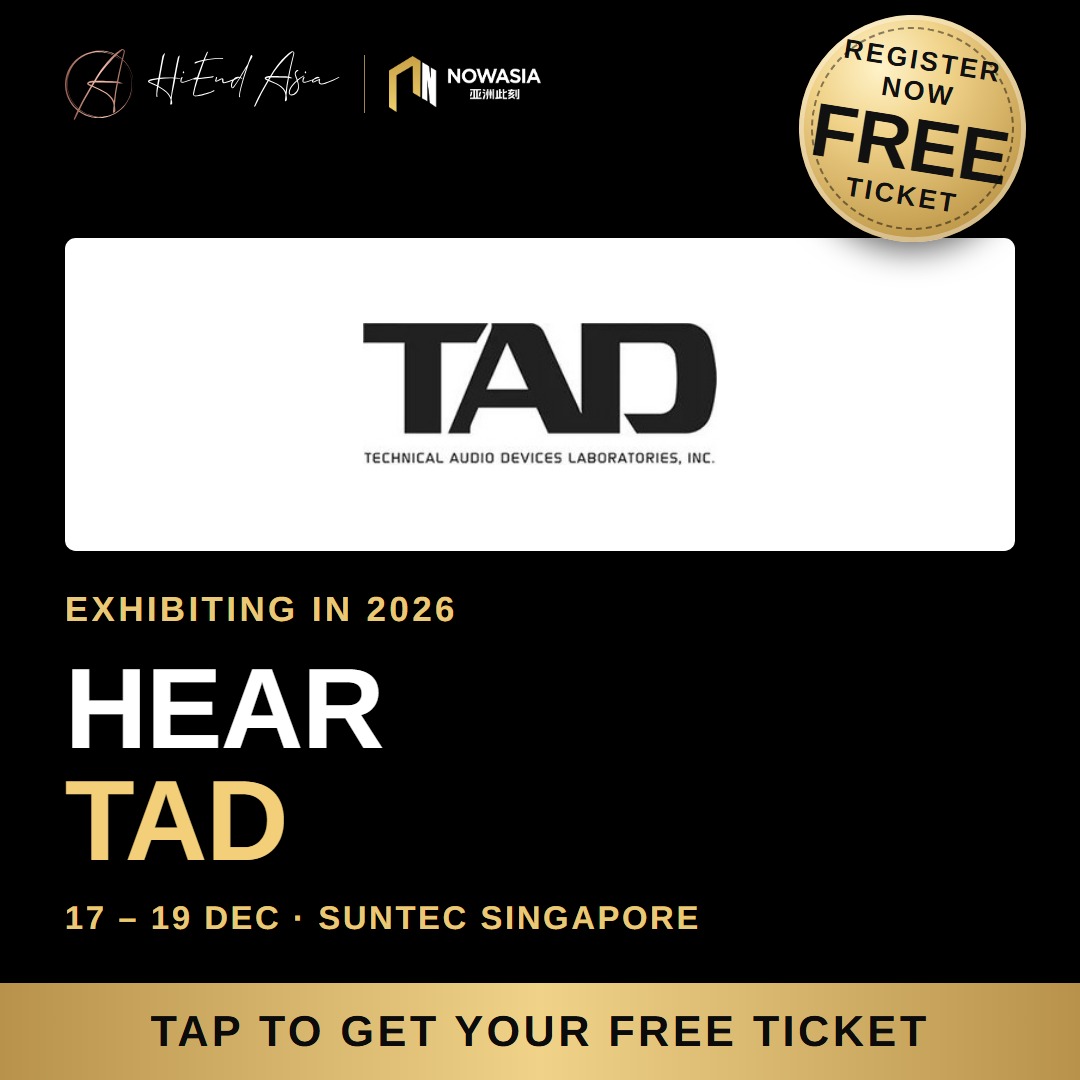 HiEnd Asia
NOWASIA
亚洲此刻
REGISTER
NOW
FREE
TICKET
TAD
TECHNICAL AUDIO DEVICES LABORATORIES, INC.
EXHIBITING IN 2026
HEAR
TAD
17 – 19 DEC · SUNTEC SINGAPORE
TAP TO GET YOUR FREE TICKET